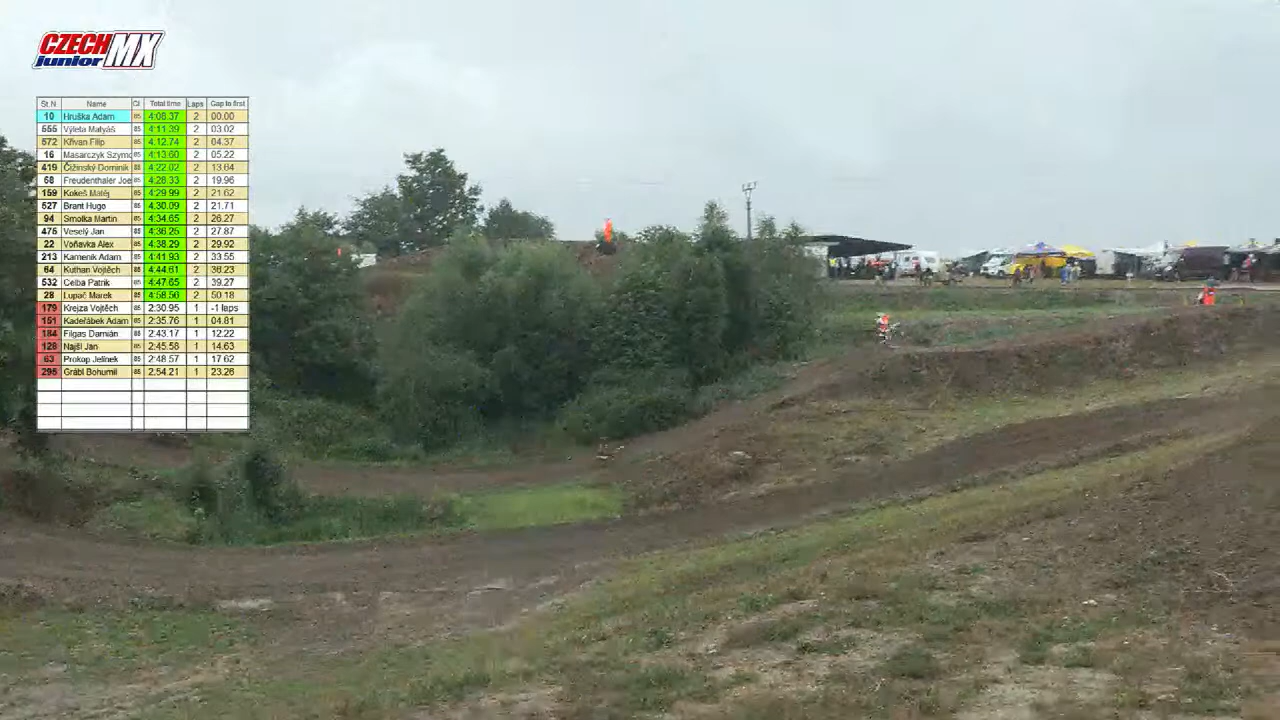 CZECH
junior MX
St.N Name Cl Total time Laps Gap to first
10 Hruška Adam 85 4:08.37 2 00.00
555 Výleta Matyáš 85 4:11.39 2 03.02
572 Křivan Filip 85 4:12.74 2 04.37
16 Masarczyk Szymo 85 4:13.60 2 05.22
419 Čižinský Dominik 85 4:22.02 2 13.64
68 Freudenthaler Joe 85 4:28.33 2 19.96
159 Kokeš Matěj 85 4:29.99 2 21.62
527 Brant Hugo 85 4:30.09 2 21.71
94 Smolka Martin 85 4:34.65 2 26.27
475 Veselý Jan 85 4:36.25 2 27.87
22 Voňavka Alex 85 4:38.29 2 29.92
213 Kameník Adam 85 4:41.93 2 33.55
64 Kuthan Vojtěch 85 4:44.61 2 36.23
532 Celba Patrik 85 4:47.65 2 39.27
28 Lupač Marek 85 4:58.56 2 50.18
179 Krejza Vojtěch 85 2:30.95 1 -1 laps
151 Kadeřábek Adam 85 2:35.76 1 04.81
184 Filgas Damián 85 2:43.17 1 12.22
128 Najši Jan 85 2:45.58 1 14.63
63 Prokop Jelínek 85 2:48.57 1 17.62
295 Grábl Bohumil 85 2:54.21 1 23.26